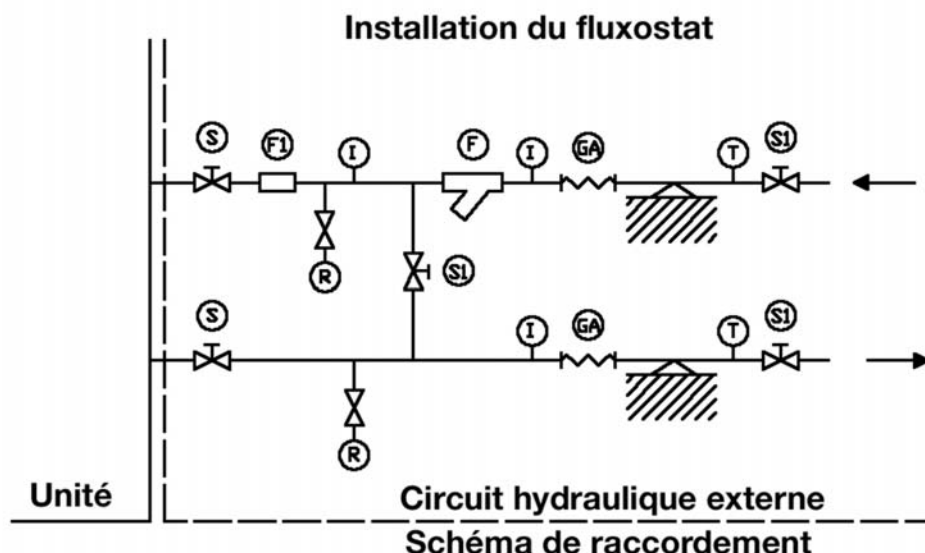 Installation du fluxostat
S F1 I F I GA T S1
R S1
S I GA T S1
R
Unité
Circuit hydraulique externe
Schéma de raccordement